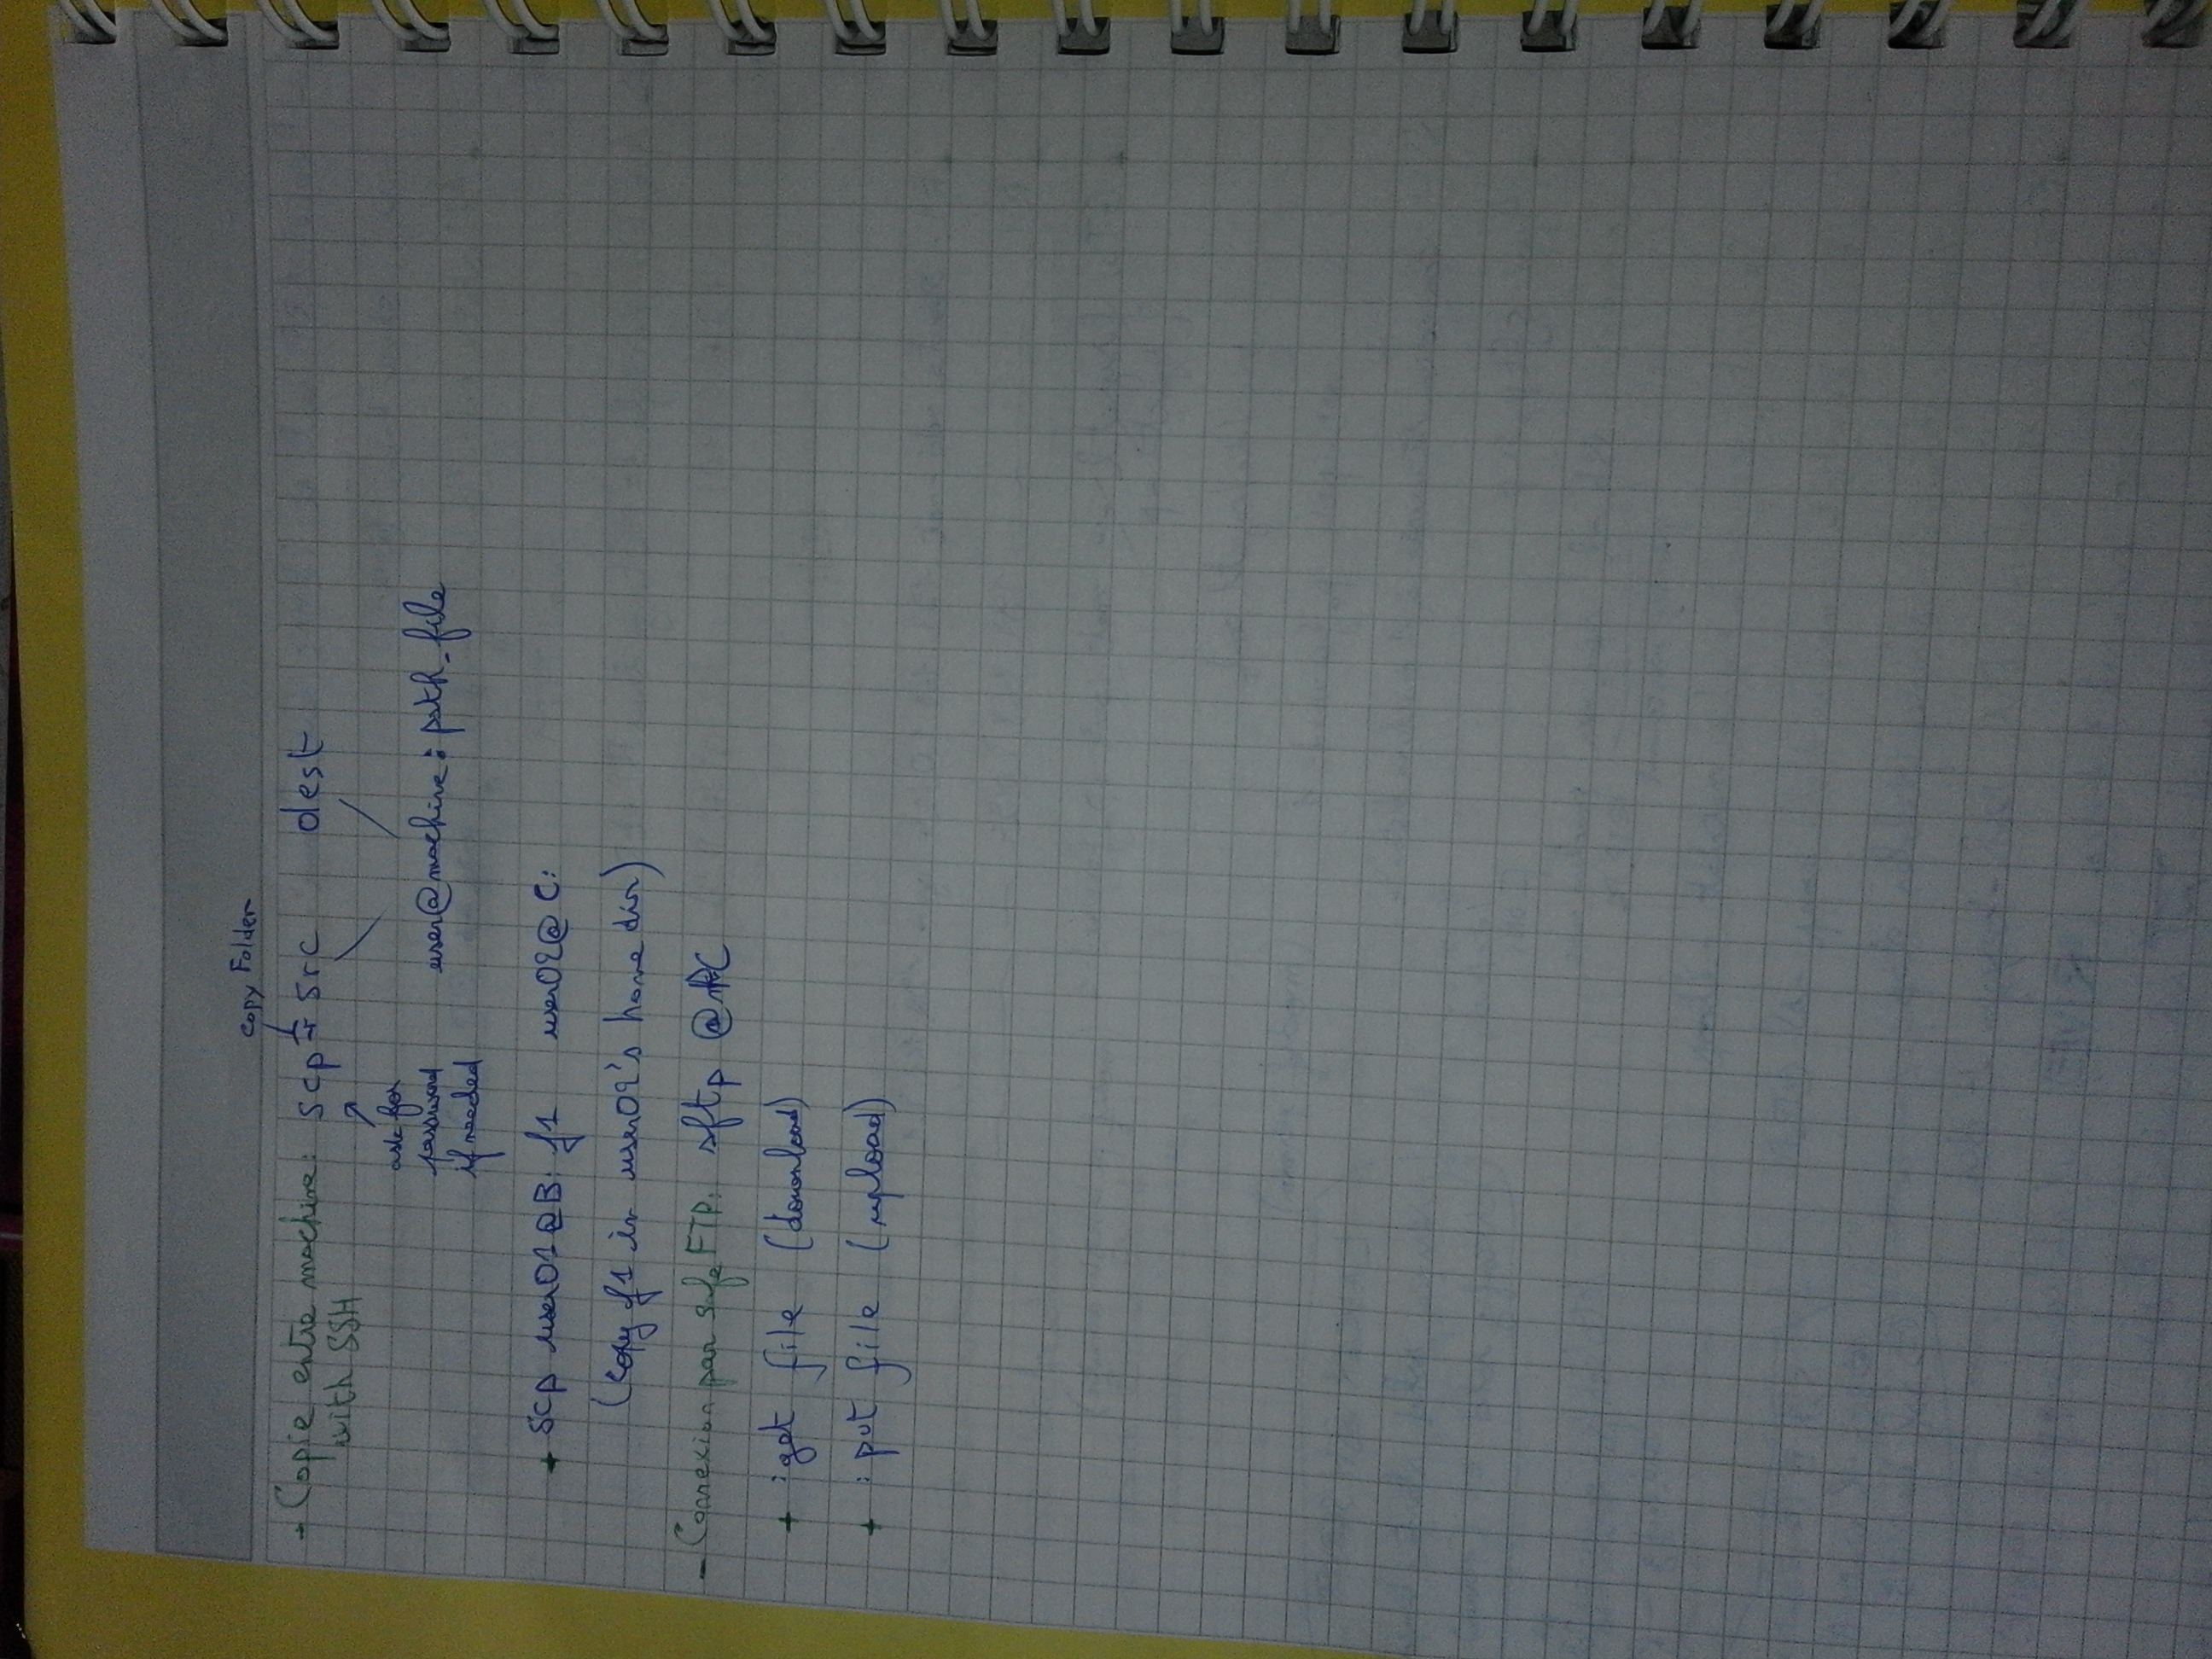 copy Folder
→ Copie entre machine: scp -r src dest
with SSH
ask for
password
if needed
user@machine: path_file
+ scp user01@B: f1 user02@C:
(copy f1 in user02's home dir)
- Connexion par safe FTP: sftp @PC
+ :get file (download)
+ :put file (upload)